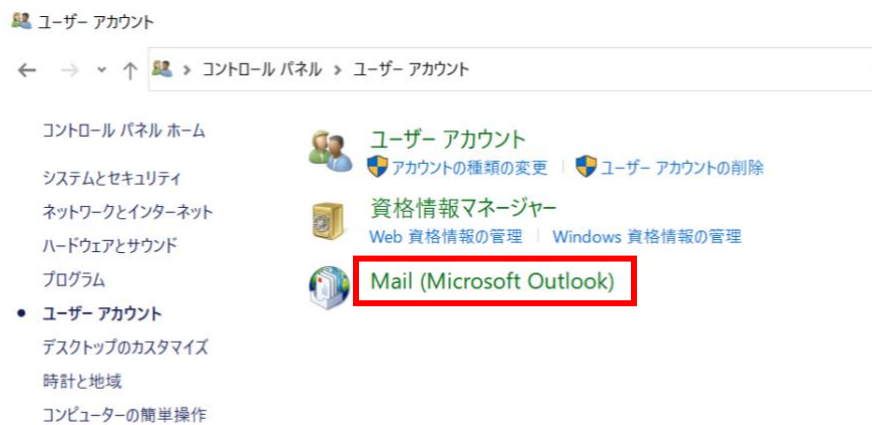 ユーザー アカウント
コントロール パネル > ユーザー アカウント
コントロール パネル ホーム
システムとセキュリティ
ネットワークとインターネット
ハードウェアとサウンド
プログラム
ユーザー アカウント
デスクトップのカスタマイズ
時計と地域
コンピューターの簡単操作
ユーザー アカウント
アカウントの種類の変更 | ユーザー アカウントの削除
資格情報マネージャー
Web 資格情報の管理 | Windows 資格情報の管理
Mail (Microsoft Outlook)